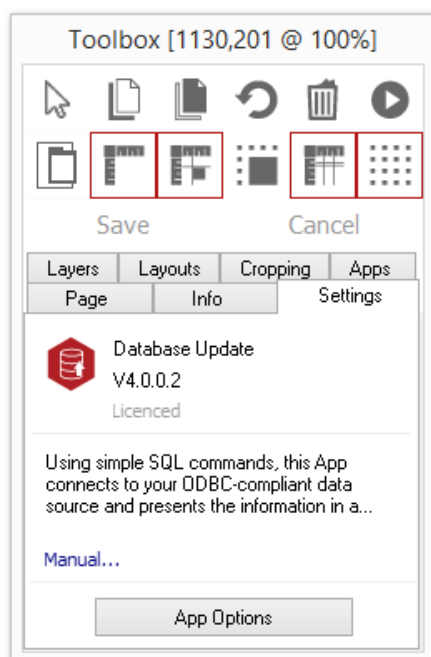 Toolbox [1130,201 @ 100%]
Save Cancel
Layers Layouts Cropping Apps
Page Info Settings
Database Update
V4.0.0.2
Licenced
Using simple SQL commands, this App
connects to your ODBC-compliant data
source and presents the information in a...
Manual...
App Options